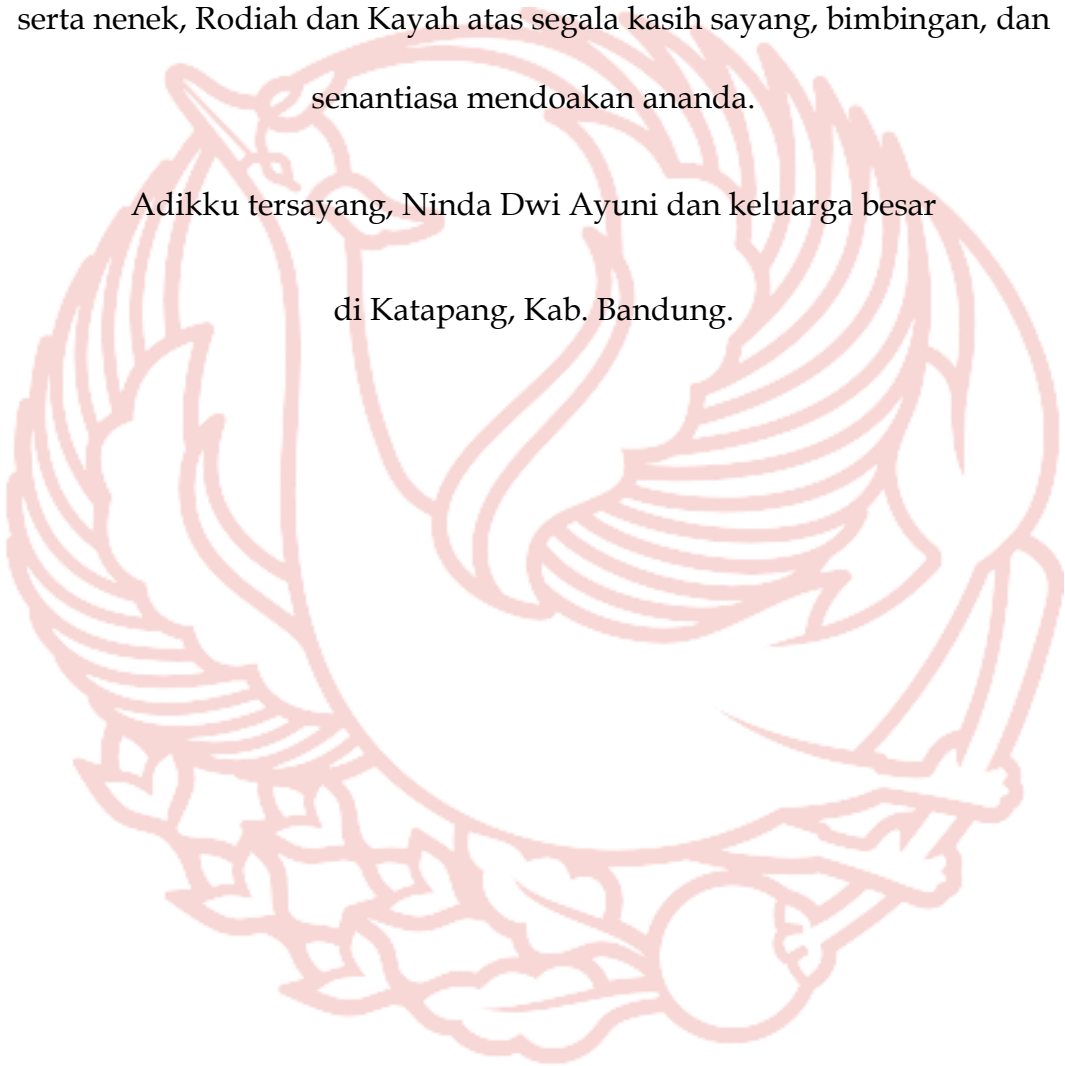 serta nenek, Rodiah dan Kayah atas segala kasih sayang, bimbingan, dan
senantiasa mendoakan ananda.
Adikku tersayang, Ninda Dwi Ayuni dan keluarga besar
di Katapang, Kab. Bandung.